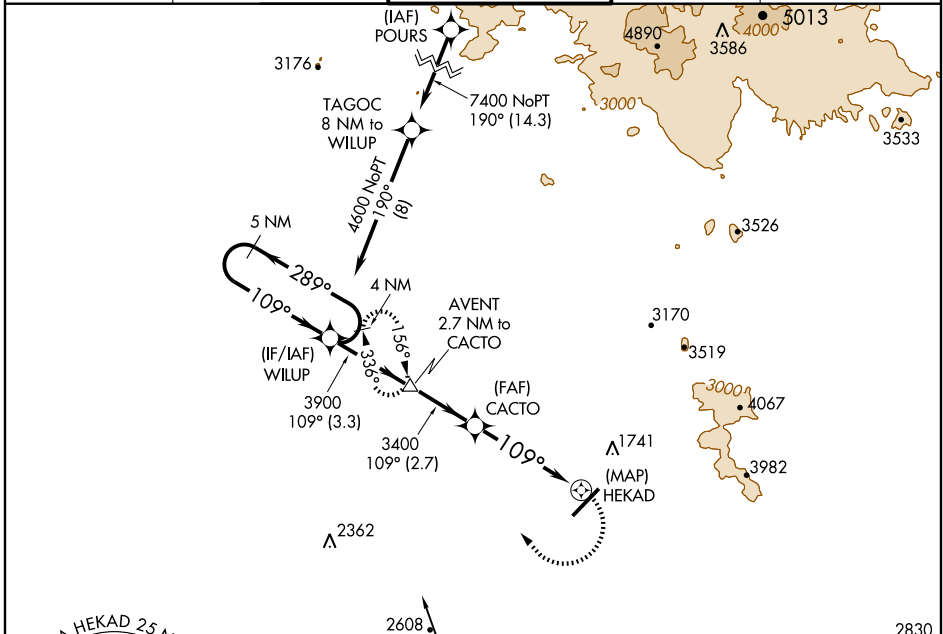 (IAF)
POURS
5013
4000
4890
3586
3176
7400 NoPT
190° (14.3)
3000
TAGOC
8 NM to
WILUP
3533
4600 NoPT
190°
(8)
5 NM
3526
289°
109°
4 NM
AVENT
2.7 NM to
CACTO
3170
156°
336°
3519
(IF/IAF)
WILUP
(FAF)
CACTO
3000
4067
3900
109° (3.3)
3400
109° (2.7)
109°
1741
3982
(MAP)
HEKAD
2362
HEKAD 25
2608
2830